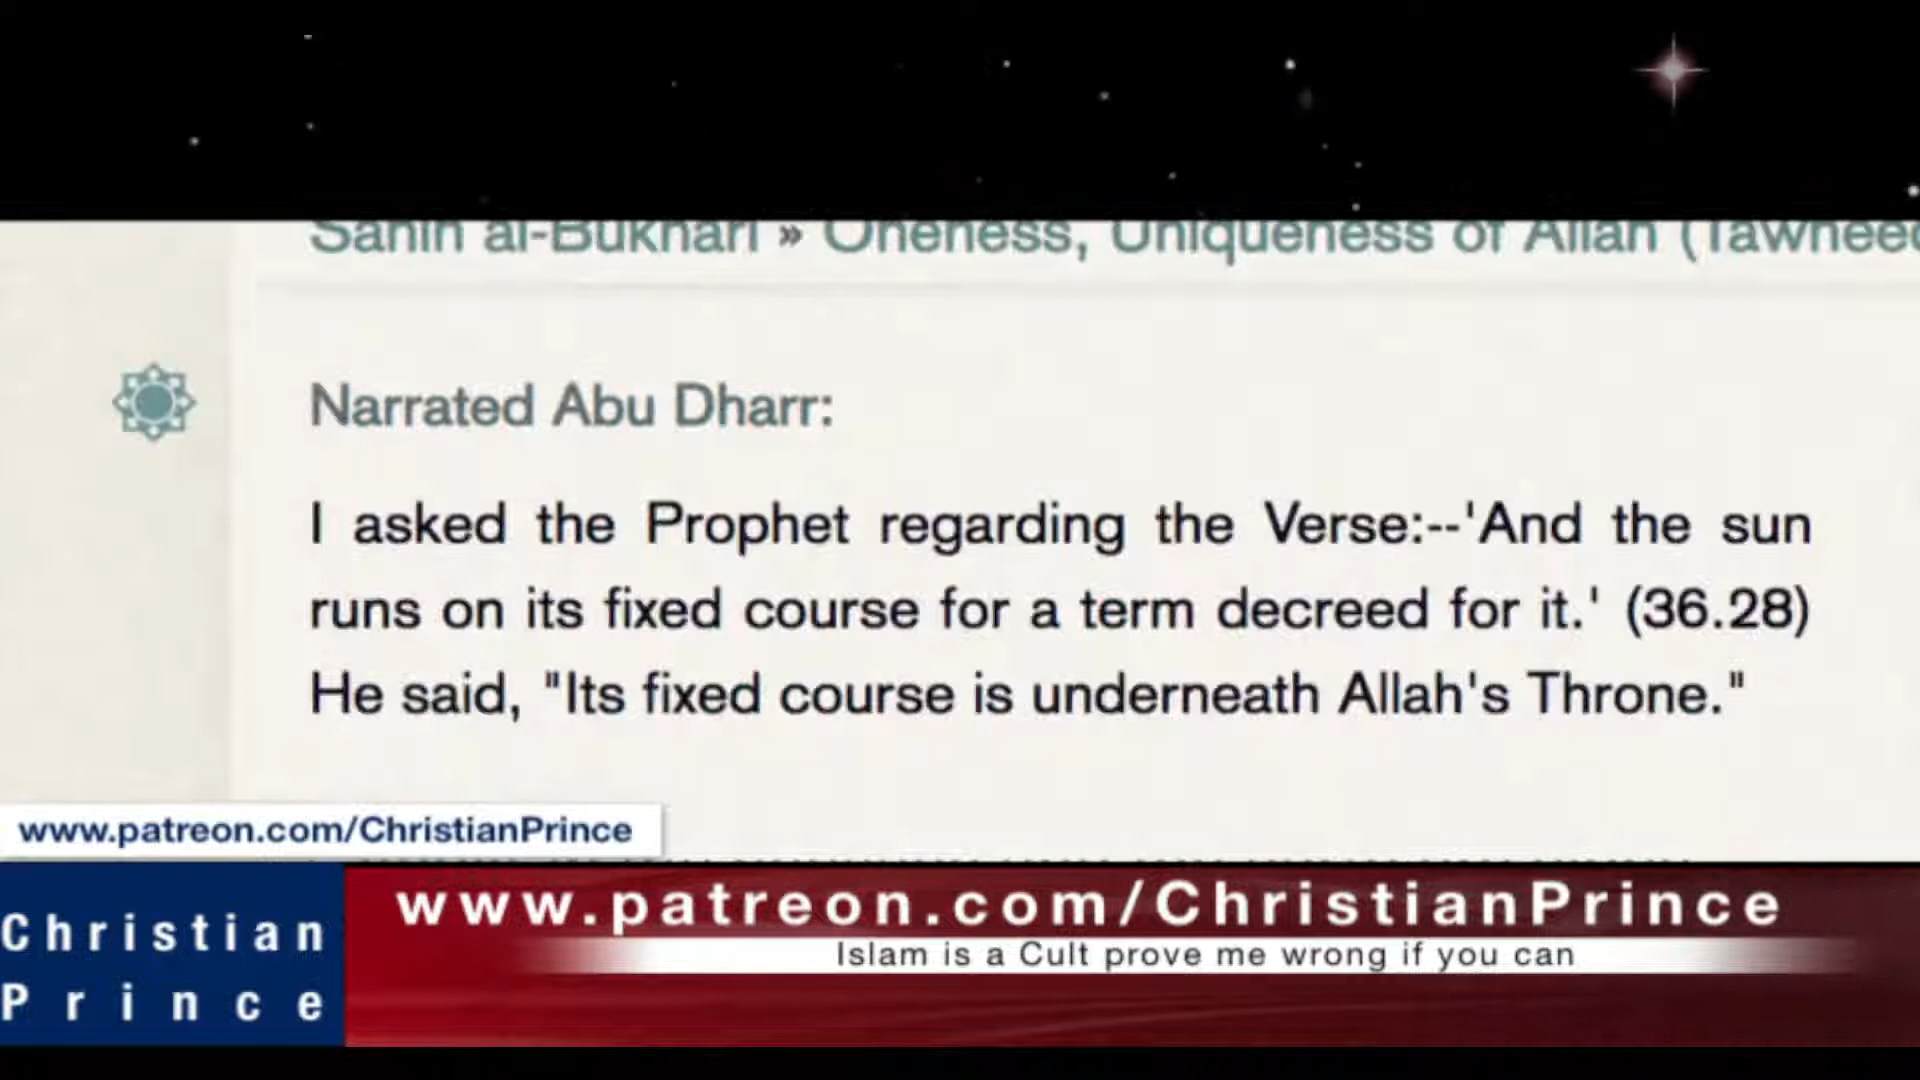 Sahih al-Bukhari » Oneness, Uniqueness of Allah (Tawheed
Narrated Abu Dharr:
I asked the Prophet regarding the Verse:--'And the sun
runs on its fixed course for a term decreed for it.' (36.28)
He said, "Its fixed course is underneath Allah's Throne."
www.patreon.com/ChristianPrince
Christian
Prince
www.patreon.com/ChristianPrince
Islam is a Cult prove me wrong if you can